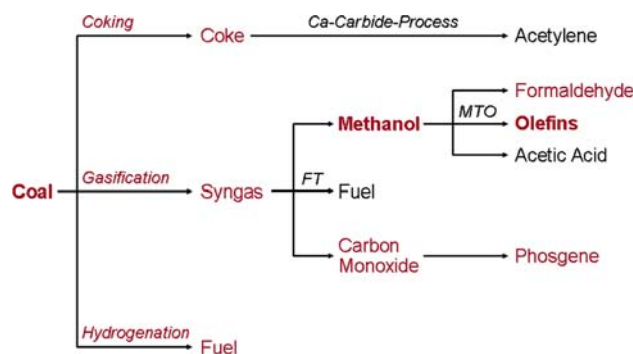 Coking
Coke
Ca-Carbide-Process
Acetylene
Formaldehyde
Methanol
MTO
Olefins
Acetic Acid
Coal
Gasification
Syngas
FT
Fuel
Carbon
Monoxide
Phosgene
Hydrogenation
Fuel